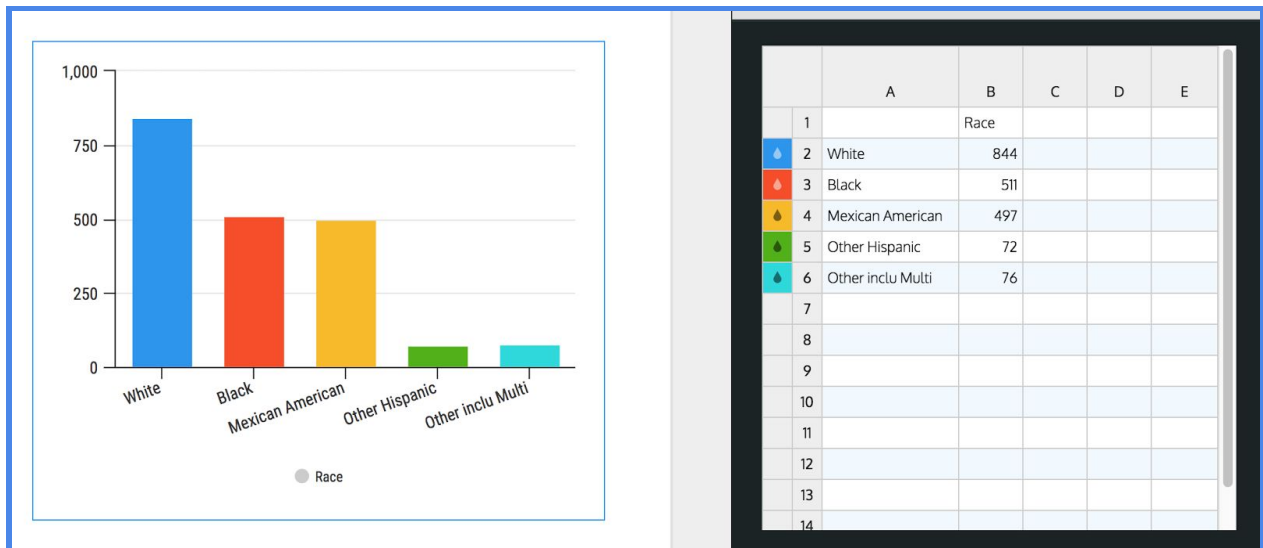 1,000
750
500
250
0
White
Black
Mexican American
Other Hispanic
Other inclu Multi
Race
A B C D E
1 Race
2 White 844
3 Black 511
4 Mexican American 497
5 Other Hispanic 72
6 Other inclu Multi 76
7
8
9
10
11
12
13
14